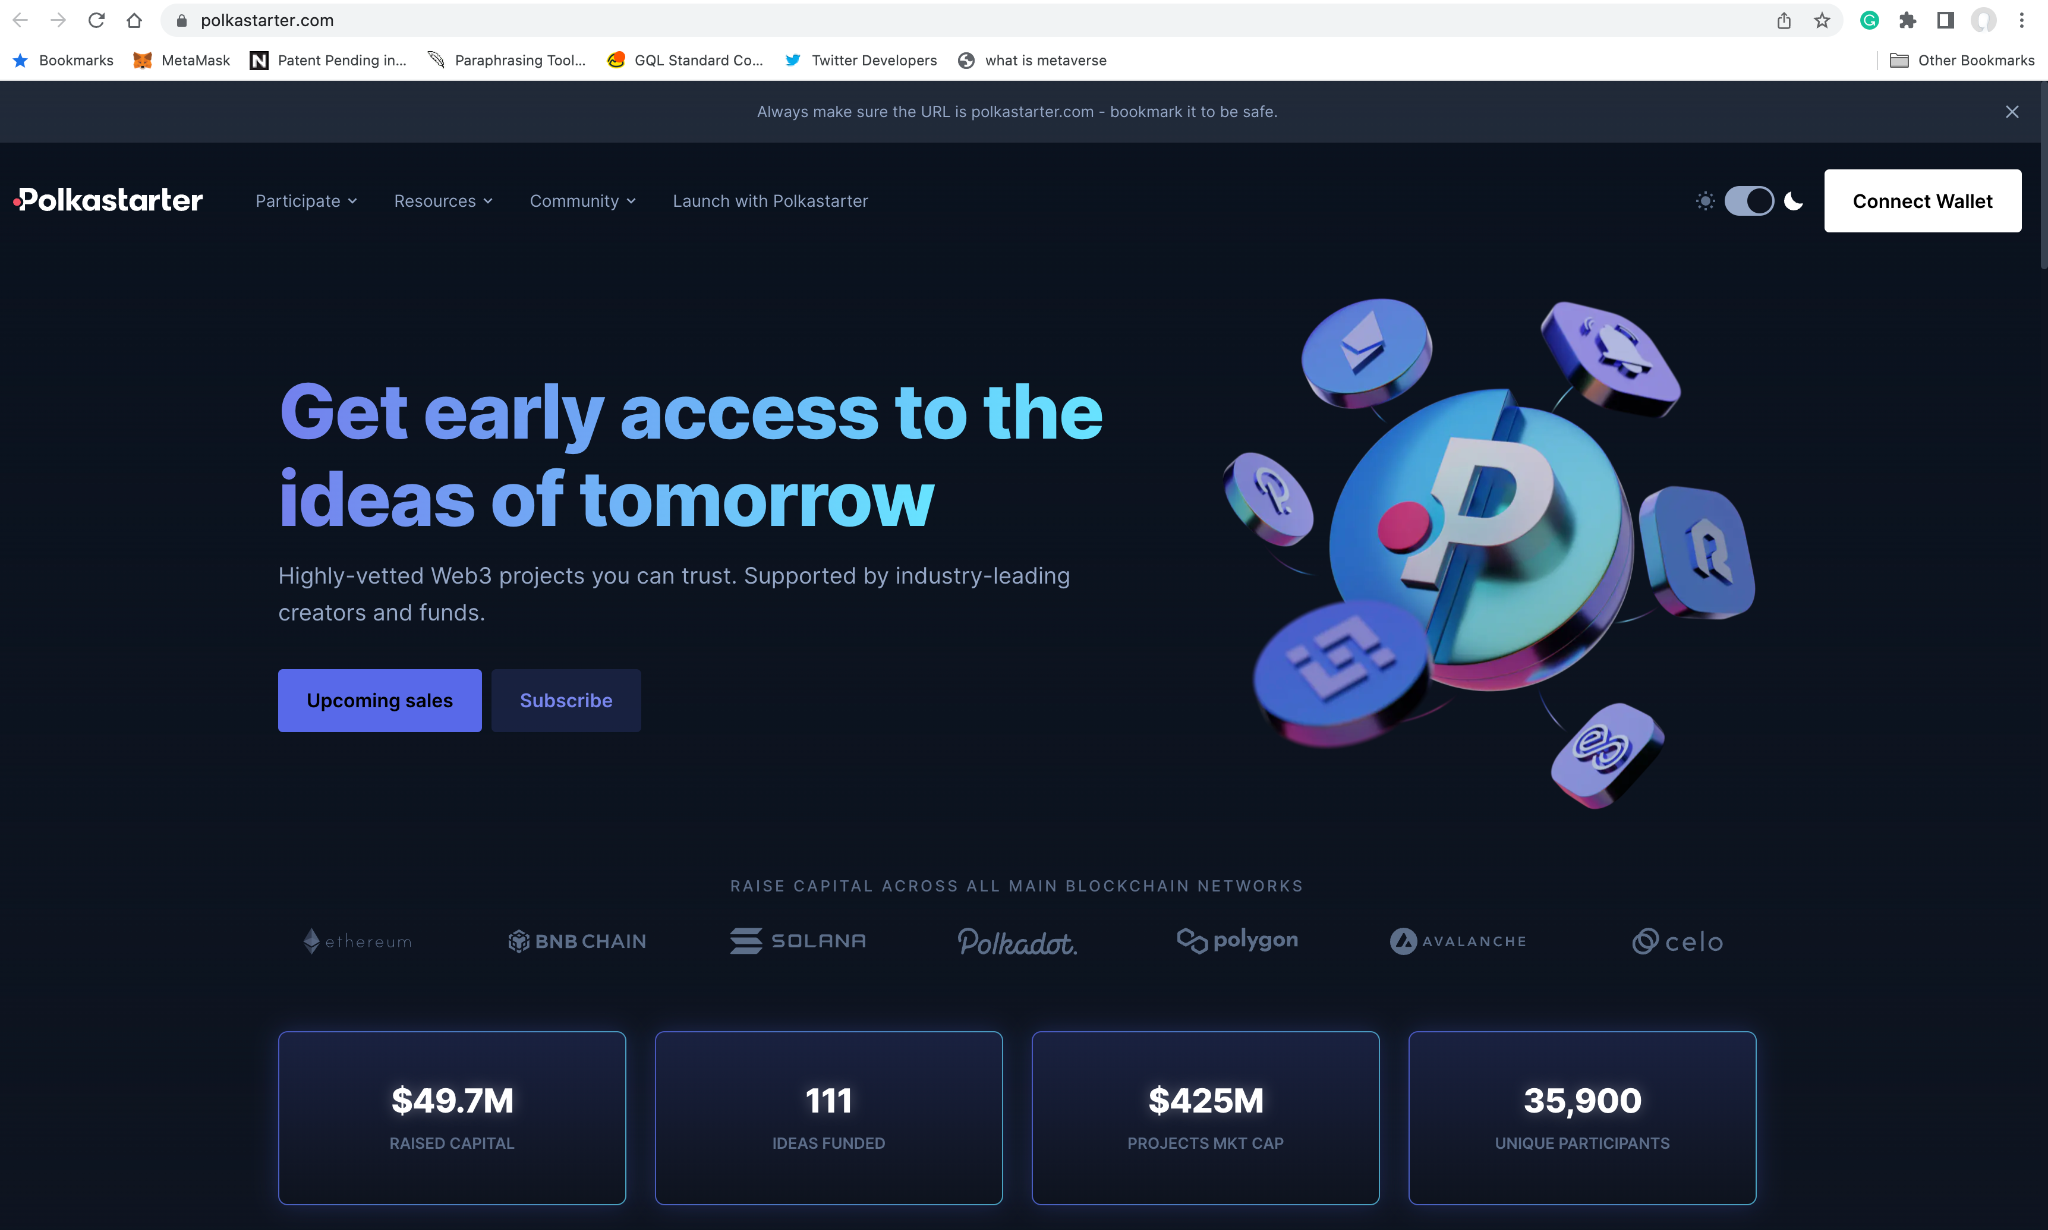 polkastarter.com
Bookmarks MetaMask Patent Pending in... Paraphrasing Tool... GQL Standard Co... Twitter Developers what is metaverse Other Bookmarks
Always make sure the URL is polkastarter.com - bookmark it to be safe.
Polkastarter Participate Resources Community Launch with Polkastarter Connect Wallet
Get early access to the
ideas of tomorrow
Highly-vetted Web3 projects you can trust. Supported by industry-leading
creators and funds.
Upcoming sales Subscribe
RAISE CAPITAL ACROSS ALL MAIN BLOCKCHAIN NETWORKS
ethereum BNB CHAIN SOLANA Polkadot. polygon AVALANCHE celo
$49.7M 111 $425M 35,900
RAISED CAPITAL IDEAS FUNDED PROJECTS MKT CAP UNIQUE PARTICIPANTS